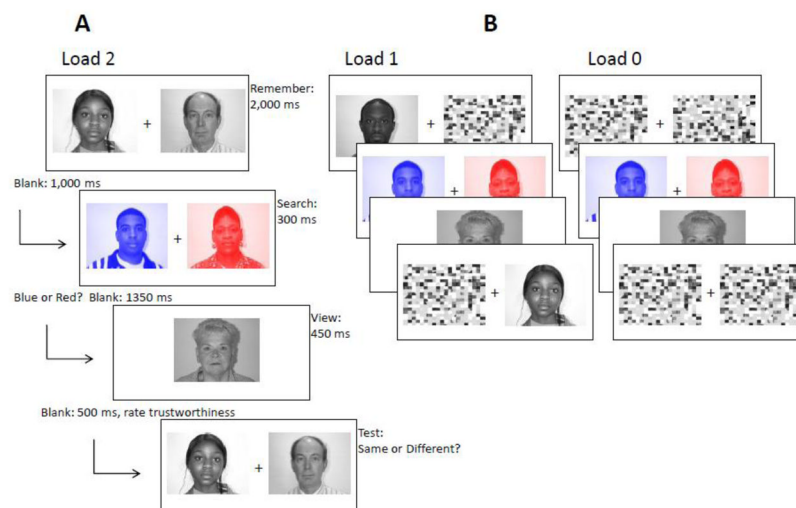 A
B
Load 2
Load 1
Load 0
+
Remember:
2,000 ms
+
+
Blank: 1,000 ms
+
Search:
300 ms
+
+
Blue or Red? Blank: 1350 ms
View:
450 ms
+
+
Blank: 500 ms, rate trustworthiness
+
Test:
Same or Different?